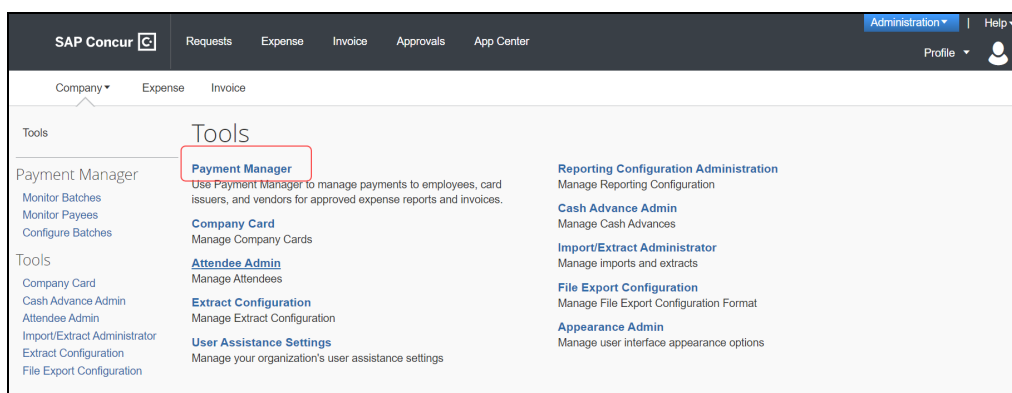 Administration | Help
SAP Concur C Requests Expense Invoice Approvals App Center
Profile
Company Expense Invoice
Tools
Payment Manager
Monitor Batches
Monitor Payees
Configure Batches
Tools
Company Card
Cash Advance Admin
Attendee Admin
Import/Extract Administrator
Extract Configuration
File Export Configuration
Tools
Payment Manager
Use Payment Manager to manage payments to employees, card
issuers, and vendors for approved expense reports and invoices.
Company Card
Manage Company Cards
Attendee Admin
Manage Attendees
Extract Configuration
Manage Extract Configuration
User Assistance Settings
Manage your organization's user assistance settings
Reporting Configuration Administration
Manage Reporting Configuration
Cash Advance Admin
Manage Cash Advances
Import/Extract Administrator
Manage imports and extracts
File Export Configuration
Manage File Export Configuration Format
Appearance Admin
Manage user interface appearance options